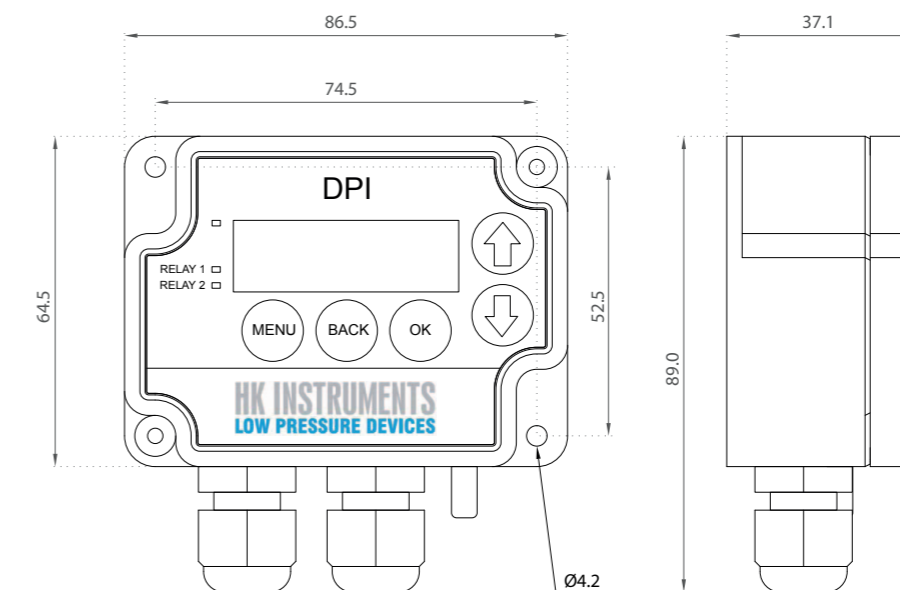 86.5
37.1
74.5
DPI
RELAY 1
RELAY 2
64.5
52.5
MENU BACK OK
89.0
HK INSTRUMENTS
LOW PRESSURE DEVICES
Ø4.2